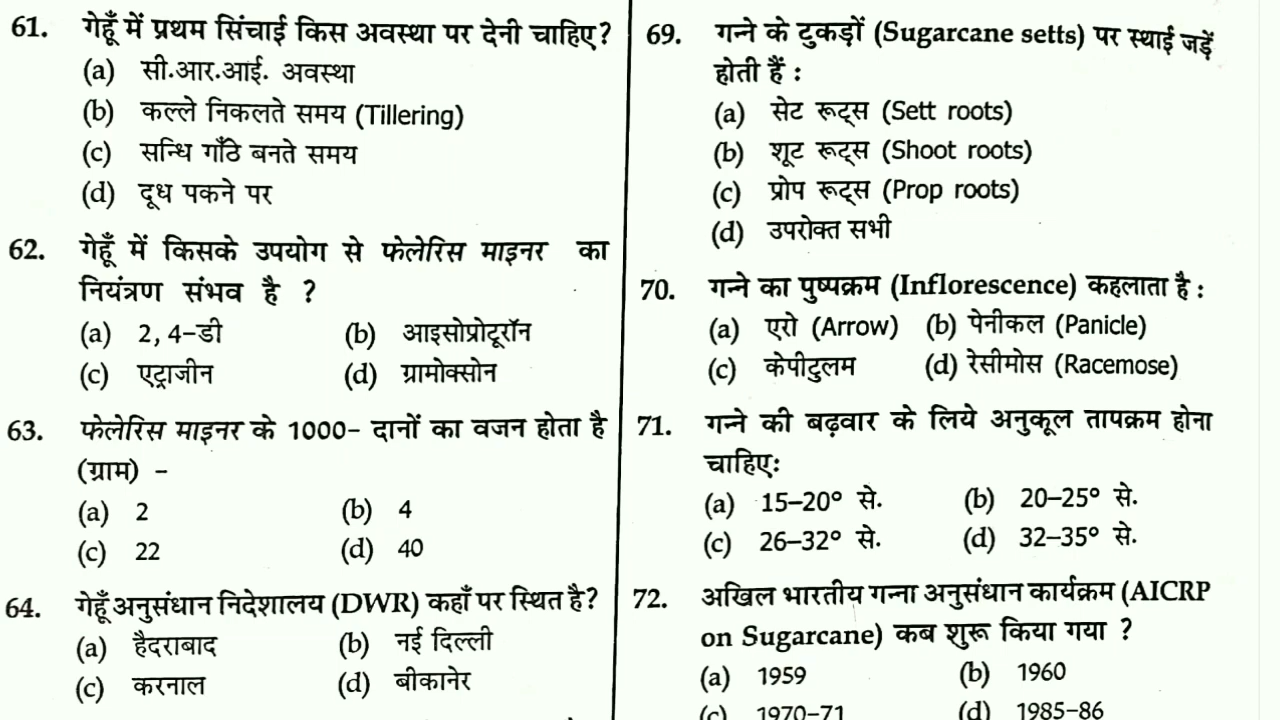 61. गेहूँ में प्रथम सिंचाई किस अवस्था पर देनी चाहिए?
(a) सी.आर.आई. अवस्था
(b) कल्ले निकलते समय (Tillering)
(c) सन्धि गाँठे बनते समय
(d) दूध पकने पर
62. गेहूँ में किसके उपयोग से फेलेरिस माइनर का
नियंत्रण संभव है ?
(a) 2, 4-डी (b) आइसोप्रोटूरॉन
(c) एट्राजीन (d) ग्रामोक्सोन
63. फेलेरिस माइनर के 1000- दानों का वजन होता है
(ग्राम) -
(a) 2 (b) 4
(c) 22 (d) 40
64. गेहूँ अनुसंधान निदेशालय (DWR) कहाँ पर स्थित है?
(a) हैदराबाद (b) नई दिल्ली
(c) करनाल (d) बीकानेर
69. गन्ने के टुकड़ों (Sugarcane setts) पर स्थाई जड़ें
होती हैं :
(a) सेट रूट्स (Sett roots)
(b) शूट रूट्स (Shoot roots)
(c) प्रोप रूट्स (Prop roots)
(d) उपरोक्त सभी
70. गन्ने का पुष्पक्रम (Inflorescence) कहलाता है :
(a) एरो (Arrow) (b) पेनीकल (Panicle)
(c) केपीटुलम (d) रेसीमोस (Racemose)
71. गन्ने की बढ़वार के लिये अनुकूल तापक्रम होना
चाहिए:
(a) 15–20° से. (b) 20–25° से.
(c) 26–32° से. (d) 32–35° से.
72. अखिल भारतीय गन्ना अनुसंधान कार्यक्रम (AICRP
on Sugarcane) कब शुरू किया गया ?
(a) 1959 (b) 1960
(c) 1970-71 (d) 1985-86